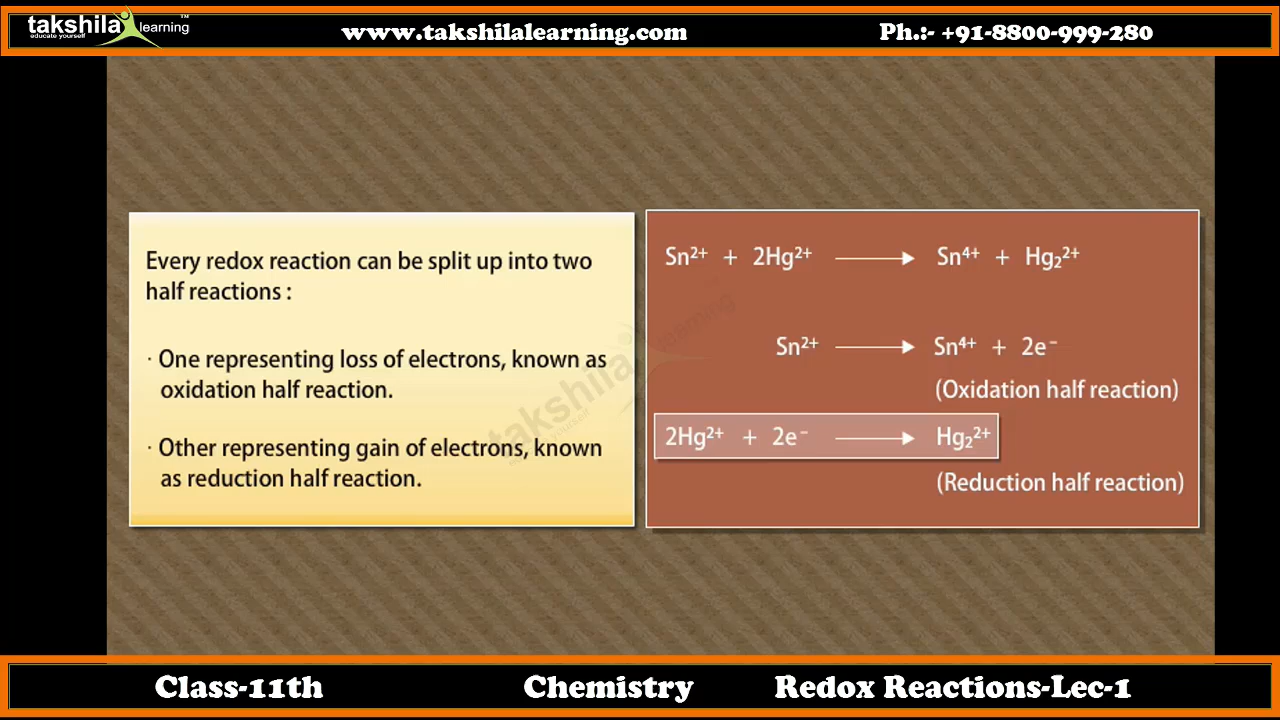 takshila learning™
educate yourself
www.takshilalearning.com
Ph.:- +91-8800-999-280
Every redox reaction can be split up into two
half reactions :
· One representing loss of electrons, known as
oxidation half reaction.
· Other representing gain of electrons, known
as reduction half reaction.
Sn²⁺ + 2Hg²⁺ ⟶ Sn⁴⁺ + Hg₂²⁺
Sn²⁺ ⟶ Sn⁴⁺ + 2e⁻
(Oxidation half reaction)
2Hg²⁺ + 2e⁻ ⟶ Hg₂²⁺
(Reduction half reaction)
takshila learning
Class-11th
Chemistry
Redox Reactions-Lec-1